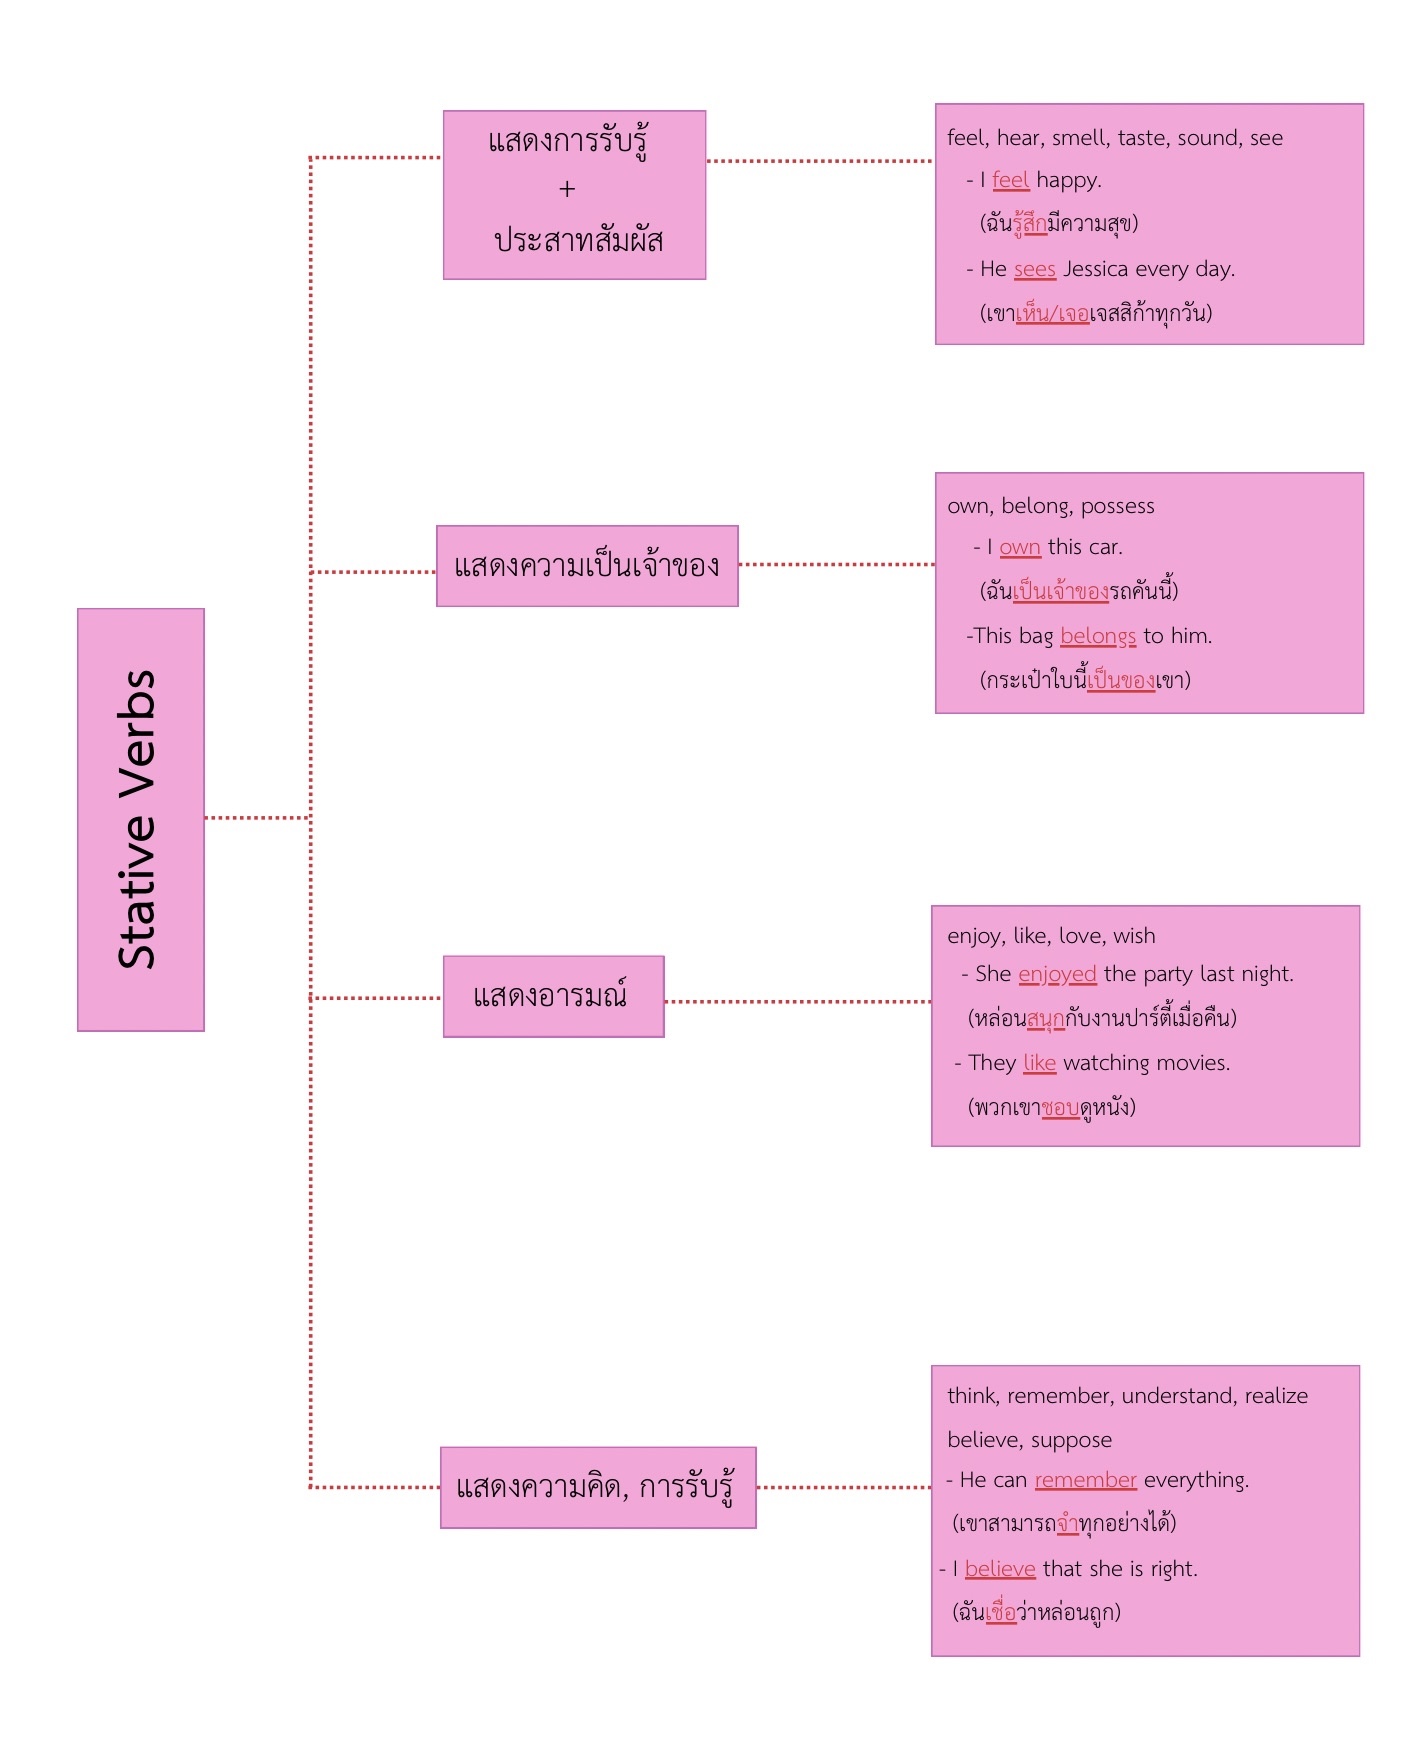 Stative Verbs
แสดงการรับรู้
+
ประสาทสัมผัส
feel, hear, smell, taste, sound, see
- I feel happy.
(ฉันรู้สึกมีความสุข)
- He sees Jessica every day.
(เขาเห็น/เจอเจสสิก้าทุกวัน)
แสดงความเป็นเจ้าของ
own, belong, possess
- I own this car.
(ฉันเป็นเจ้าของรถคันนี้)
-This bag belongs to him.
(กระเป๋าใบนี้เป็นของเขา)
แสดงอารมณ์
enjoy, like, love, wish
- She enjoyed the party last night.
(หล่อนสนุกกับงานปาร์ตี้เมื่อคืน)
- They like watching movies.
(พวกเขาชอบดูหนัง)
แสดงความคิด, การรับรู้
think, remember, understand, realize
believe, suppose
- He can remember everything.
(เขาสามารถจำทุกอย่างได้)
- I believe that she is right.
(ฉันเชื่อว่าหล่อนถูก)